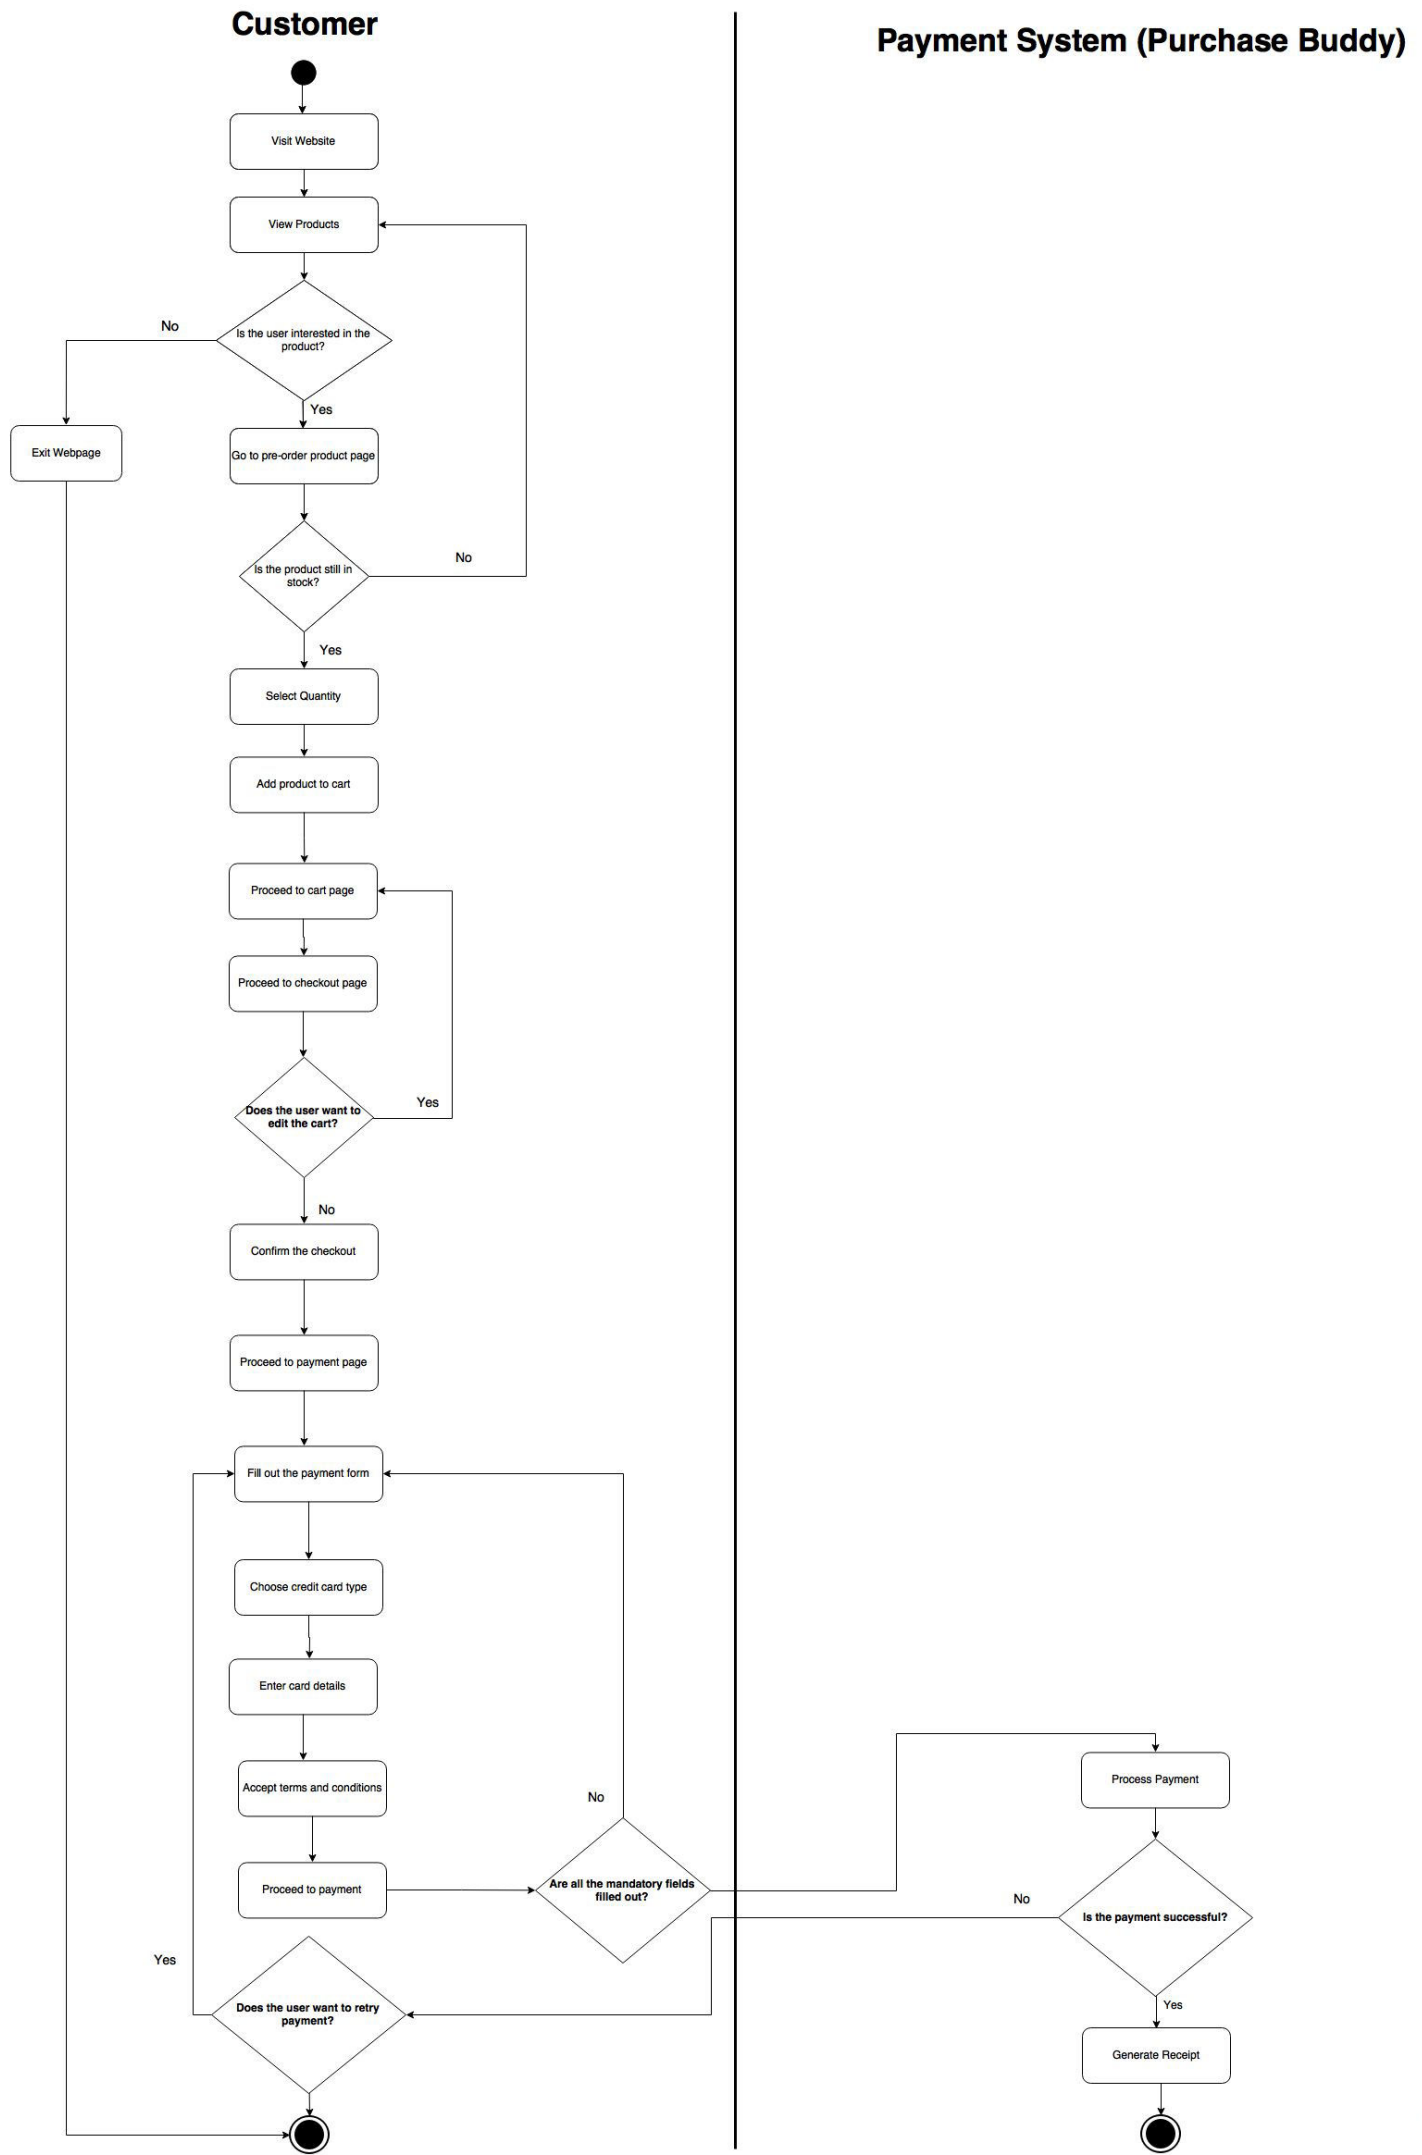 Customer
Payment System (Purchase Buddy)
Visit Website
View Products
No
Is the user interested in the
product?
Yes
Exit Webpage
Go to pre-order product page
No
Is the product still in
stock?
Yes
Select Quantity
Add product to cart
Proceed to cart page
Proceed to checkout page
Yes
Does the user want to
edit the cart?
No
Confirm the checkout
Proceed to payment page
Fill out the payment form
Choose credit card type
Enter card details
Process Payment
Accept terms and conditions
No
Proceed to payment
Are all the mandatory fields
filled out?
No
Is the payment successful?
Yes
Does the user want to retry
payment?
Yes
Generate Receipt